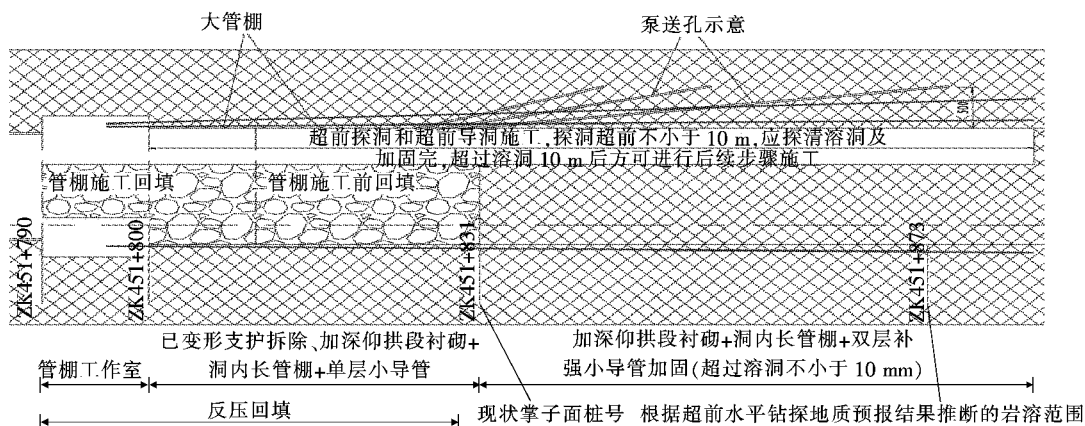 大管棚
泵送孔示意
500
超前探洞和超前导洞施工,探洞超前不小于 10 m,应探清溶洞及
加固完,超过溶洞 10 m 后方可进行后续步骤施工
管棚施工回填
管棚施工前回填
ZK451+790
ZK451+800
ZK451+831
ZK451+873
已变形支护拆除、加深仰拱段衬砌+
洞内长管棚+单层小导管
加深仰拱段衬砌+洞内长管棚+双层补
强小导管加固(超过溶洞不小于 10 mm)
管棚工作室
反压回填
现状掌子面桩号
根据超前水平钻探地质预报结果推断的岩溶范围